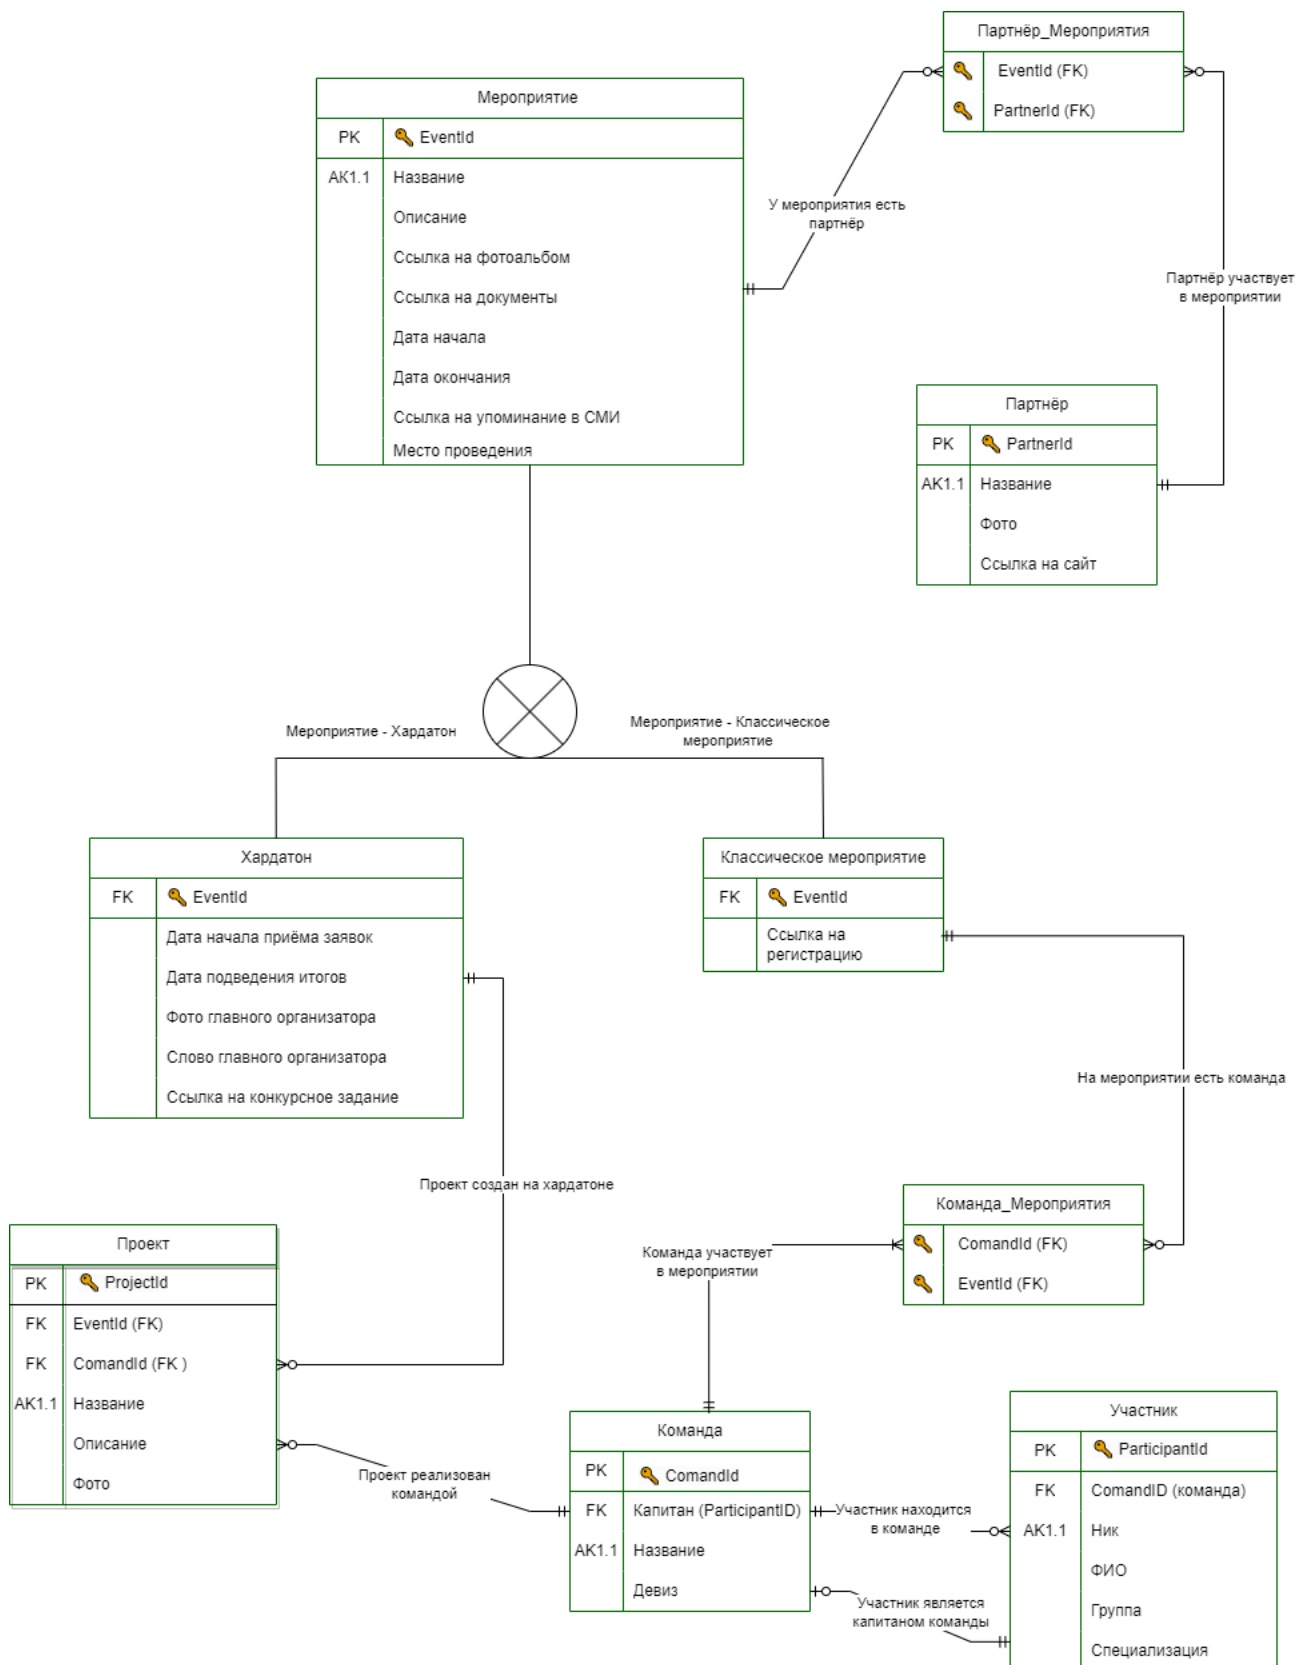 Партнёр_Мероприятия
EventId (FK)
PartnerId (FK)
Мероприятие
PK EventId
AK1.1 Название
Описание
Ссылка на фотоальбом
Ссылка на документы
Дата начала
Дата окончания
Ссылка на упоминание в СМИ
Место проведения
У мероприятия есть
партнёр
Партнёр участвует
в мероприятии
Партнёр
PK PartnerId
AK1.1 Название
Фото
Ссылка на сайт
Мероприятие - Хардатон
Мероприятие - Классическое
мероприятие
Хардатон
FK EventId
Дата начала приёма заявок
Дата подведения итогов
Фото главного организатора
Слово главного организатора
Ссылка на конкурсное задание
Классическое мероприятие
FK EventId
Ссылка на
регистрацию
На мероприятии есть команда
Проект создан на хардатоне
Команда_Мероприятия
ComandId (FK)
EventId (FK)
Команда участвует
в мероприятии
Проект
PK ProjectId
FK EventId (FK)
FK ComandId (FK )
AK1.1 Название
Описание
Фото
Проект реализован
командой
Команда
PK ComandId
FK Капитан (ParticipantID)
AK1.1 Название
Девиз
Участник находится
в команде
Участник является
капитаном команды
Участник
PK ParticipantId
FK ComandID (команда)
AK1.1 Ник
ФИО
Группа
Специализация